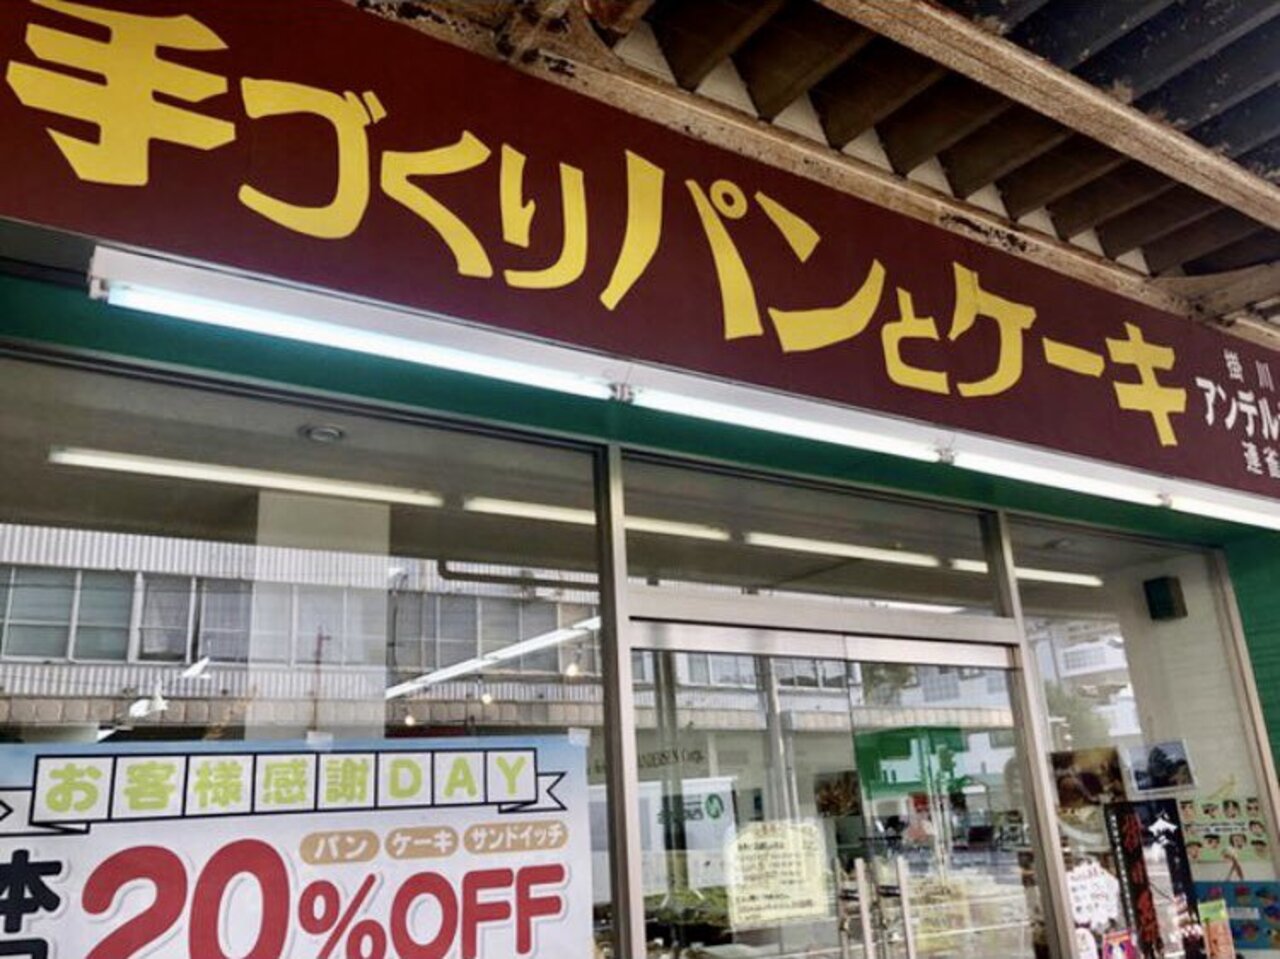 手づくりパンとケーキ
掛川
アンデル
連雀
お客様感謝DAY
パン ケーキ サンドイッチ
本
20%OFF